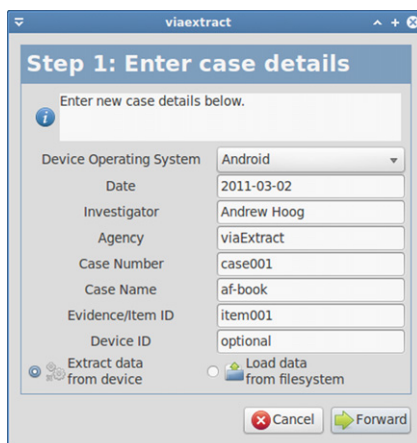 viaextract
Step 1: Enter case details
Enter new case details below.
Device Operating System Android
Date 2011-03-02
Investigator Andrew Hoog
Agency viaExtract
Case Number case001
Case Name af-book
Evidence/Item ID item001
Device ID optional
Extract data
from device
Load data
from filesystem
Cancel Forward